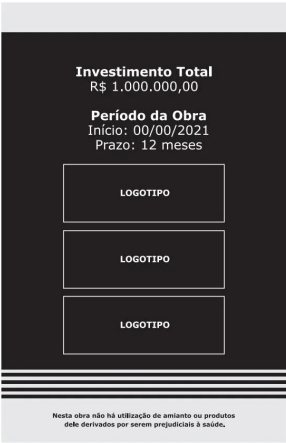 Investimento Total
R$ 1.000.000,00
Período da Obra
Início: 00/00/2021
Prazo: 12 meses
LOGOTIPO
LOGOTIPO
LOGOTIPO
Nesta obra não há utilização de amianto ou produtos
dele derivados por serem prejudiciais à saúde.